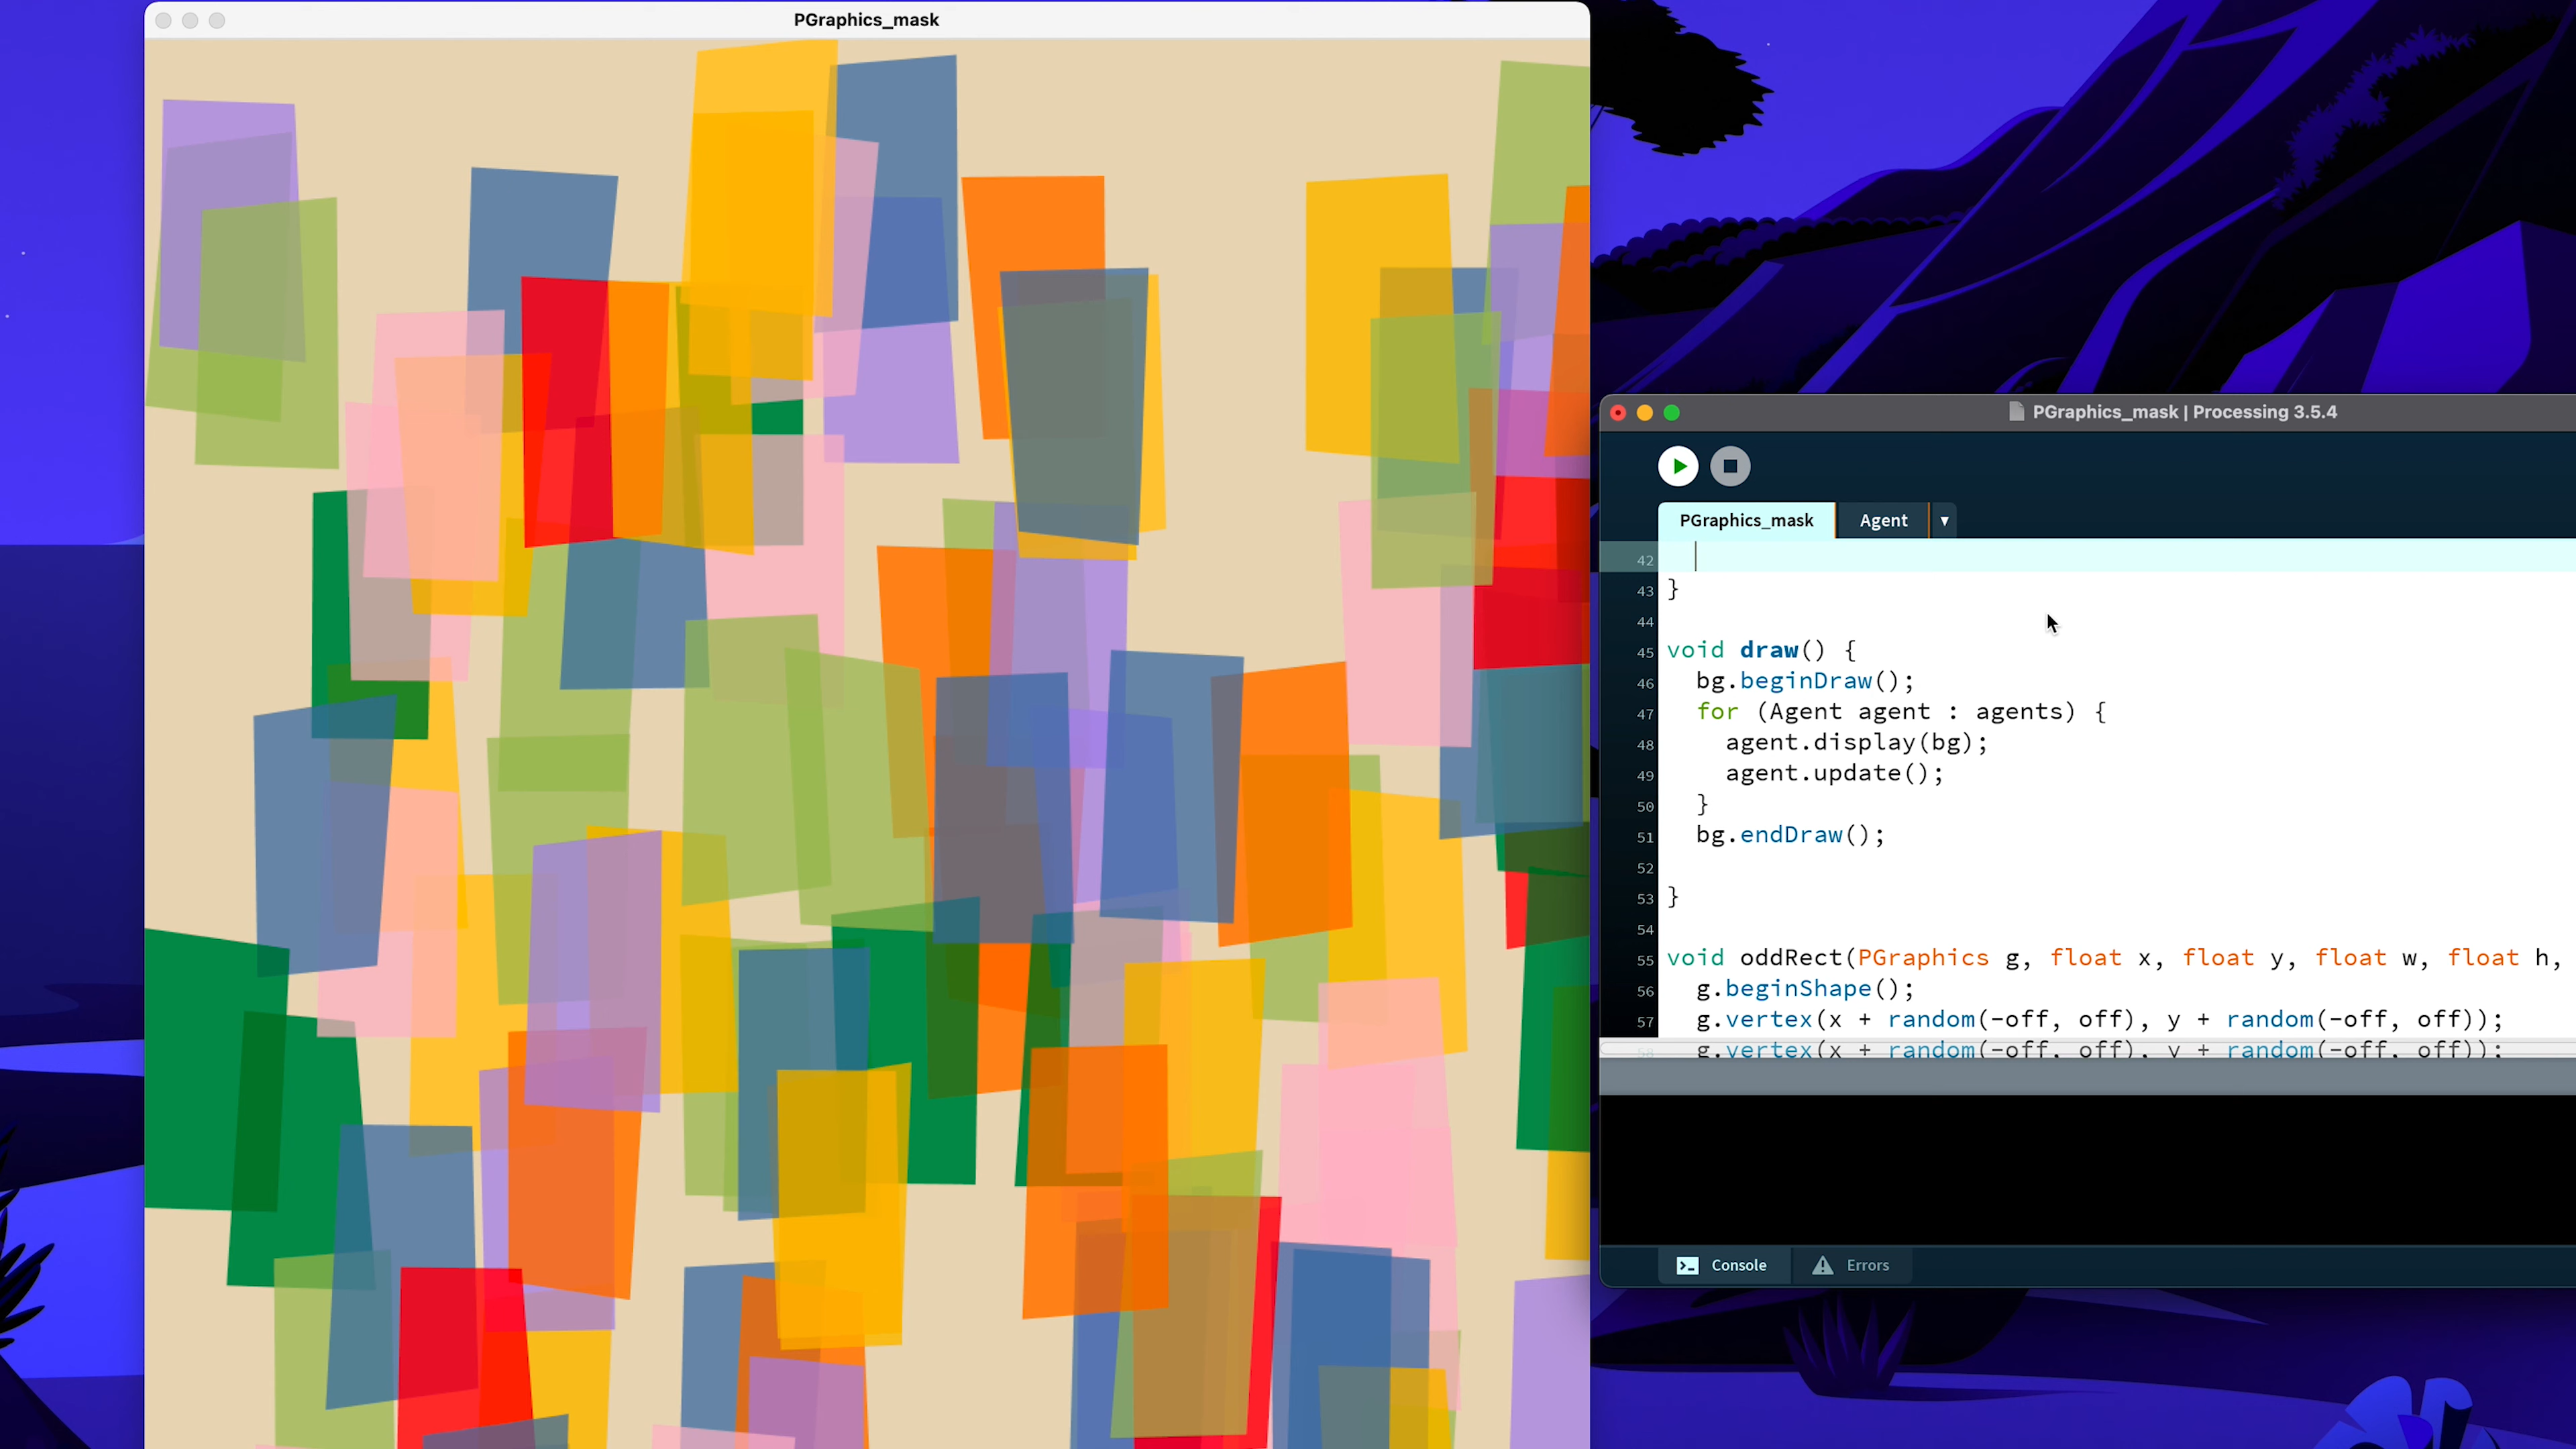 PGraphics_mask
PGraphics_mask | Processing 3.5.4
PGraphics_mask Agent ▼
42
43 }
44
45 void draw() {
46 bg.beginDraw();
47 for (Agent agent : agents) {
48 agent.display(bg);
49 agent.update();
50 }
51 bg.endDraw();
52
53 }
54
55 void oddRect(PGraphics g, float x, float y, float w, float h,
56 g.beginShape();
57 g.vertex(x + random(-off, off), y + random(-off, off));
58 g.vertex(x + random(-off, off), y + random(-off, off));
Console Errors